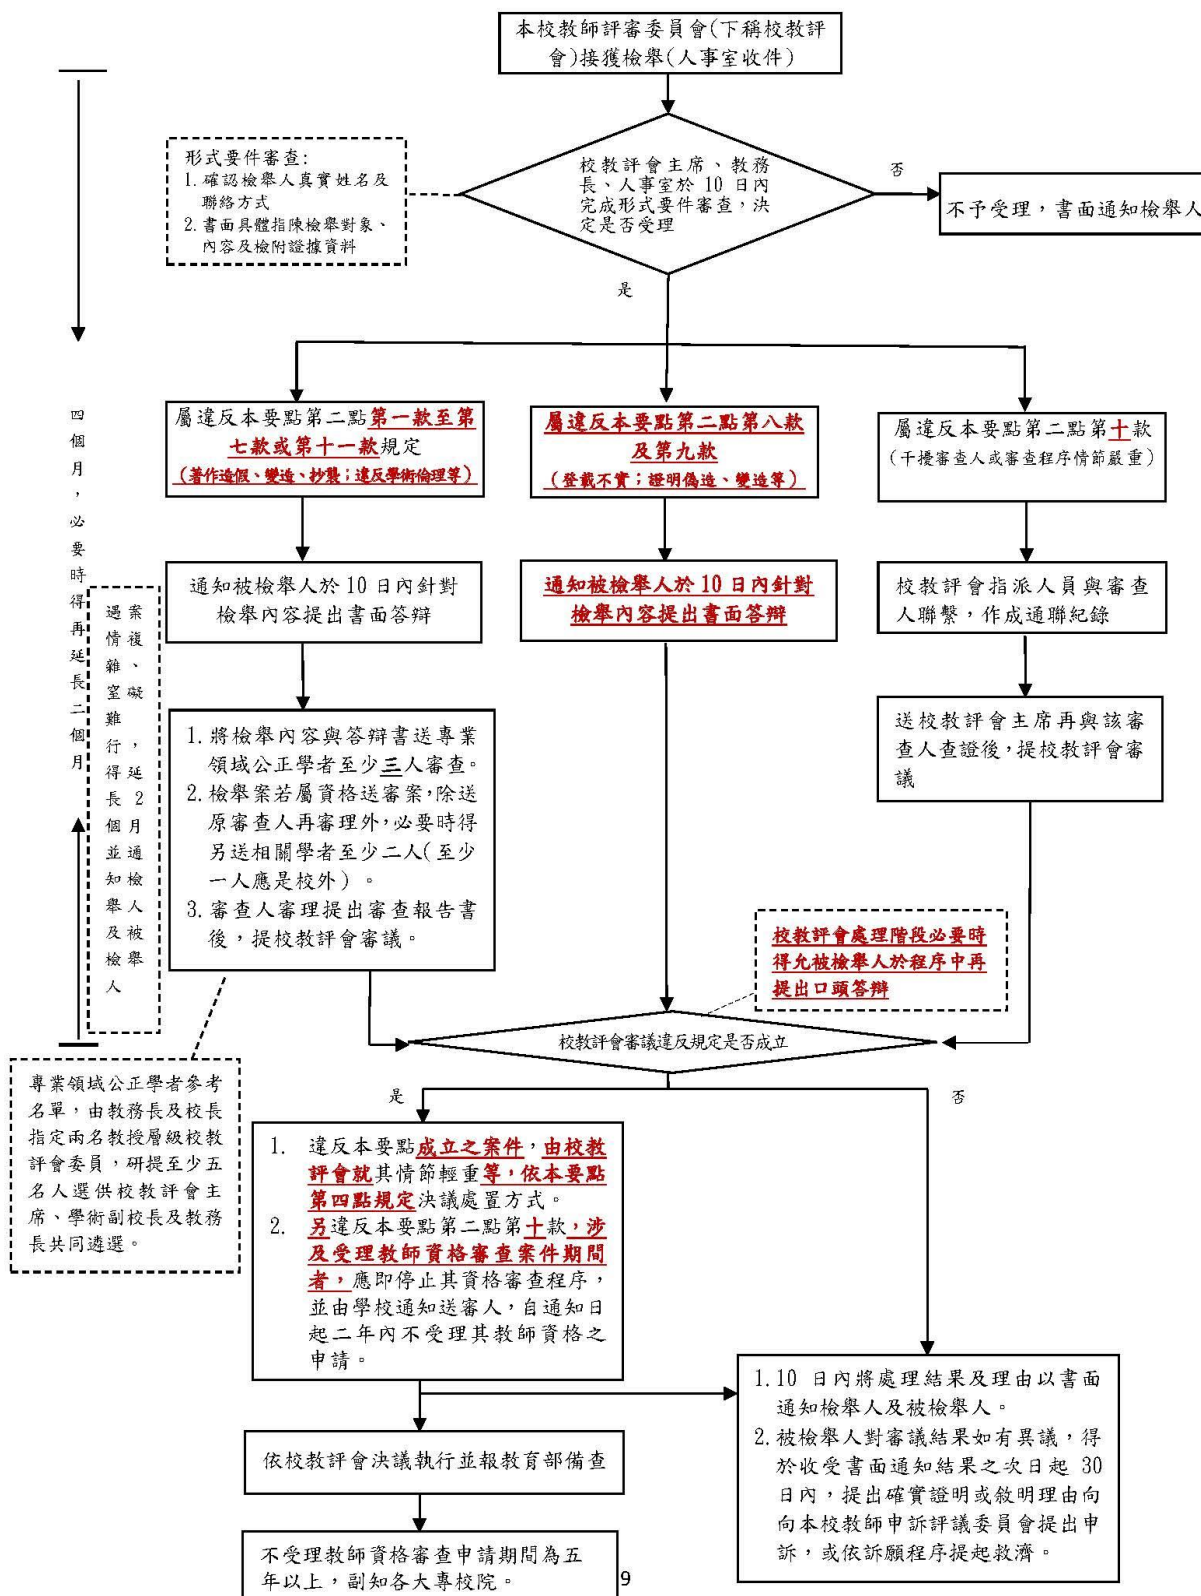 本校教師評審委員會(下稱校教評
會)接獲檢舉(人事室收件)
形式要件審查:
1. 確認檢舉人真實姓名及
聯絡方式
2. 書面具體指陳檢舉對象、
內容及檢附證據資料
校教評會主席、教務
長、人事室於 10 日內
完成形式要件審查，決
定是否受理
否
不予受理，書面通知檢舉人
是
四個月，必要時得再延長二個月
屬違反本要點第二點第一款至第
七款或第十一款規定
(著作造假、變造、抄襲；違反學術倫理等)
屬違反本要點第二點第八款
及第九款
(登載不實；證明偽造、變造等)
屬違反本要點第二點第十款
(干擾審查人或審查程序情節嚴重)
通知被檢舉人於 10 日內針對
檢舉內容提出書面答辯
通知被檢舉人於 10 日內針對
檢舉內容提出書面答辯
校教評會指派人員與審查
人聯繫，作成通聯紀錄
遇案
情複
雜、
窒礙
難
行，
得延
長 2
個月
並通
知檢
舉人
及被
檢舉
人
1. 將檢舉內容與答辯書送專業
領域公正學者至少三人審查。
2. 檢舉案若屬資格送審案，除送
原審查人再審理外，必要時得
另送相關學者至少二人(至少
一人應是校外)。
3. 審查人審理提出審查報告書
後，提校教評會審議。
送校教評會主席再與該審
查人查證後，提校教評會審
議
校教評會處理階段必要時
得允被檢舉人於程序中再
提出口頭答辯
校教評會審議違反規定是否成立
專業領域公正學者參考
名單，由教務長及校長
指定兩名教授層級校教
評會委員，研提至少五
名人選供校教評會主
席、學術副校長及教務
長共同遴選。
是
否
1. 違反本要點成立之案件，由校教
評會就其情節輕重等，依本要點
第四點規定決議處置方式。
2. 另違反本要點第二點第十款，涉
及受理教師資格審查案件期間
者，應即停止其資格審查程序，
並由學校通知送審人，自通知日
起二年內不受理其教師資格之
申請。
1. 10 日內將處理結果及理由以書面
通知檢舉人及被檢舉人。
2. 被檢舉人對審議結果如有異議，得
於收受書面通知結果之次日起 30
日內，提出確實證明或敘明理由向
向本校教師申訴評議委員會提出申
訴，或依訴願程序提起救濟。
依校教評會決議執行並報教育部備查
不受理教師資格審查申請期間為五
年以上，副知各大專校院。
9